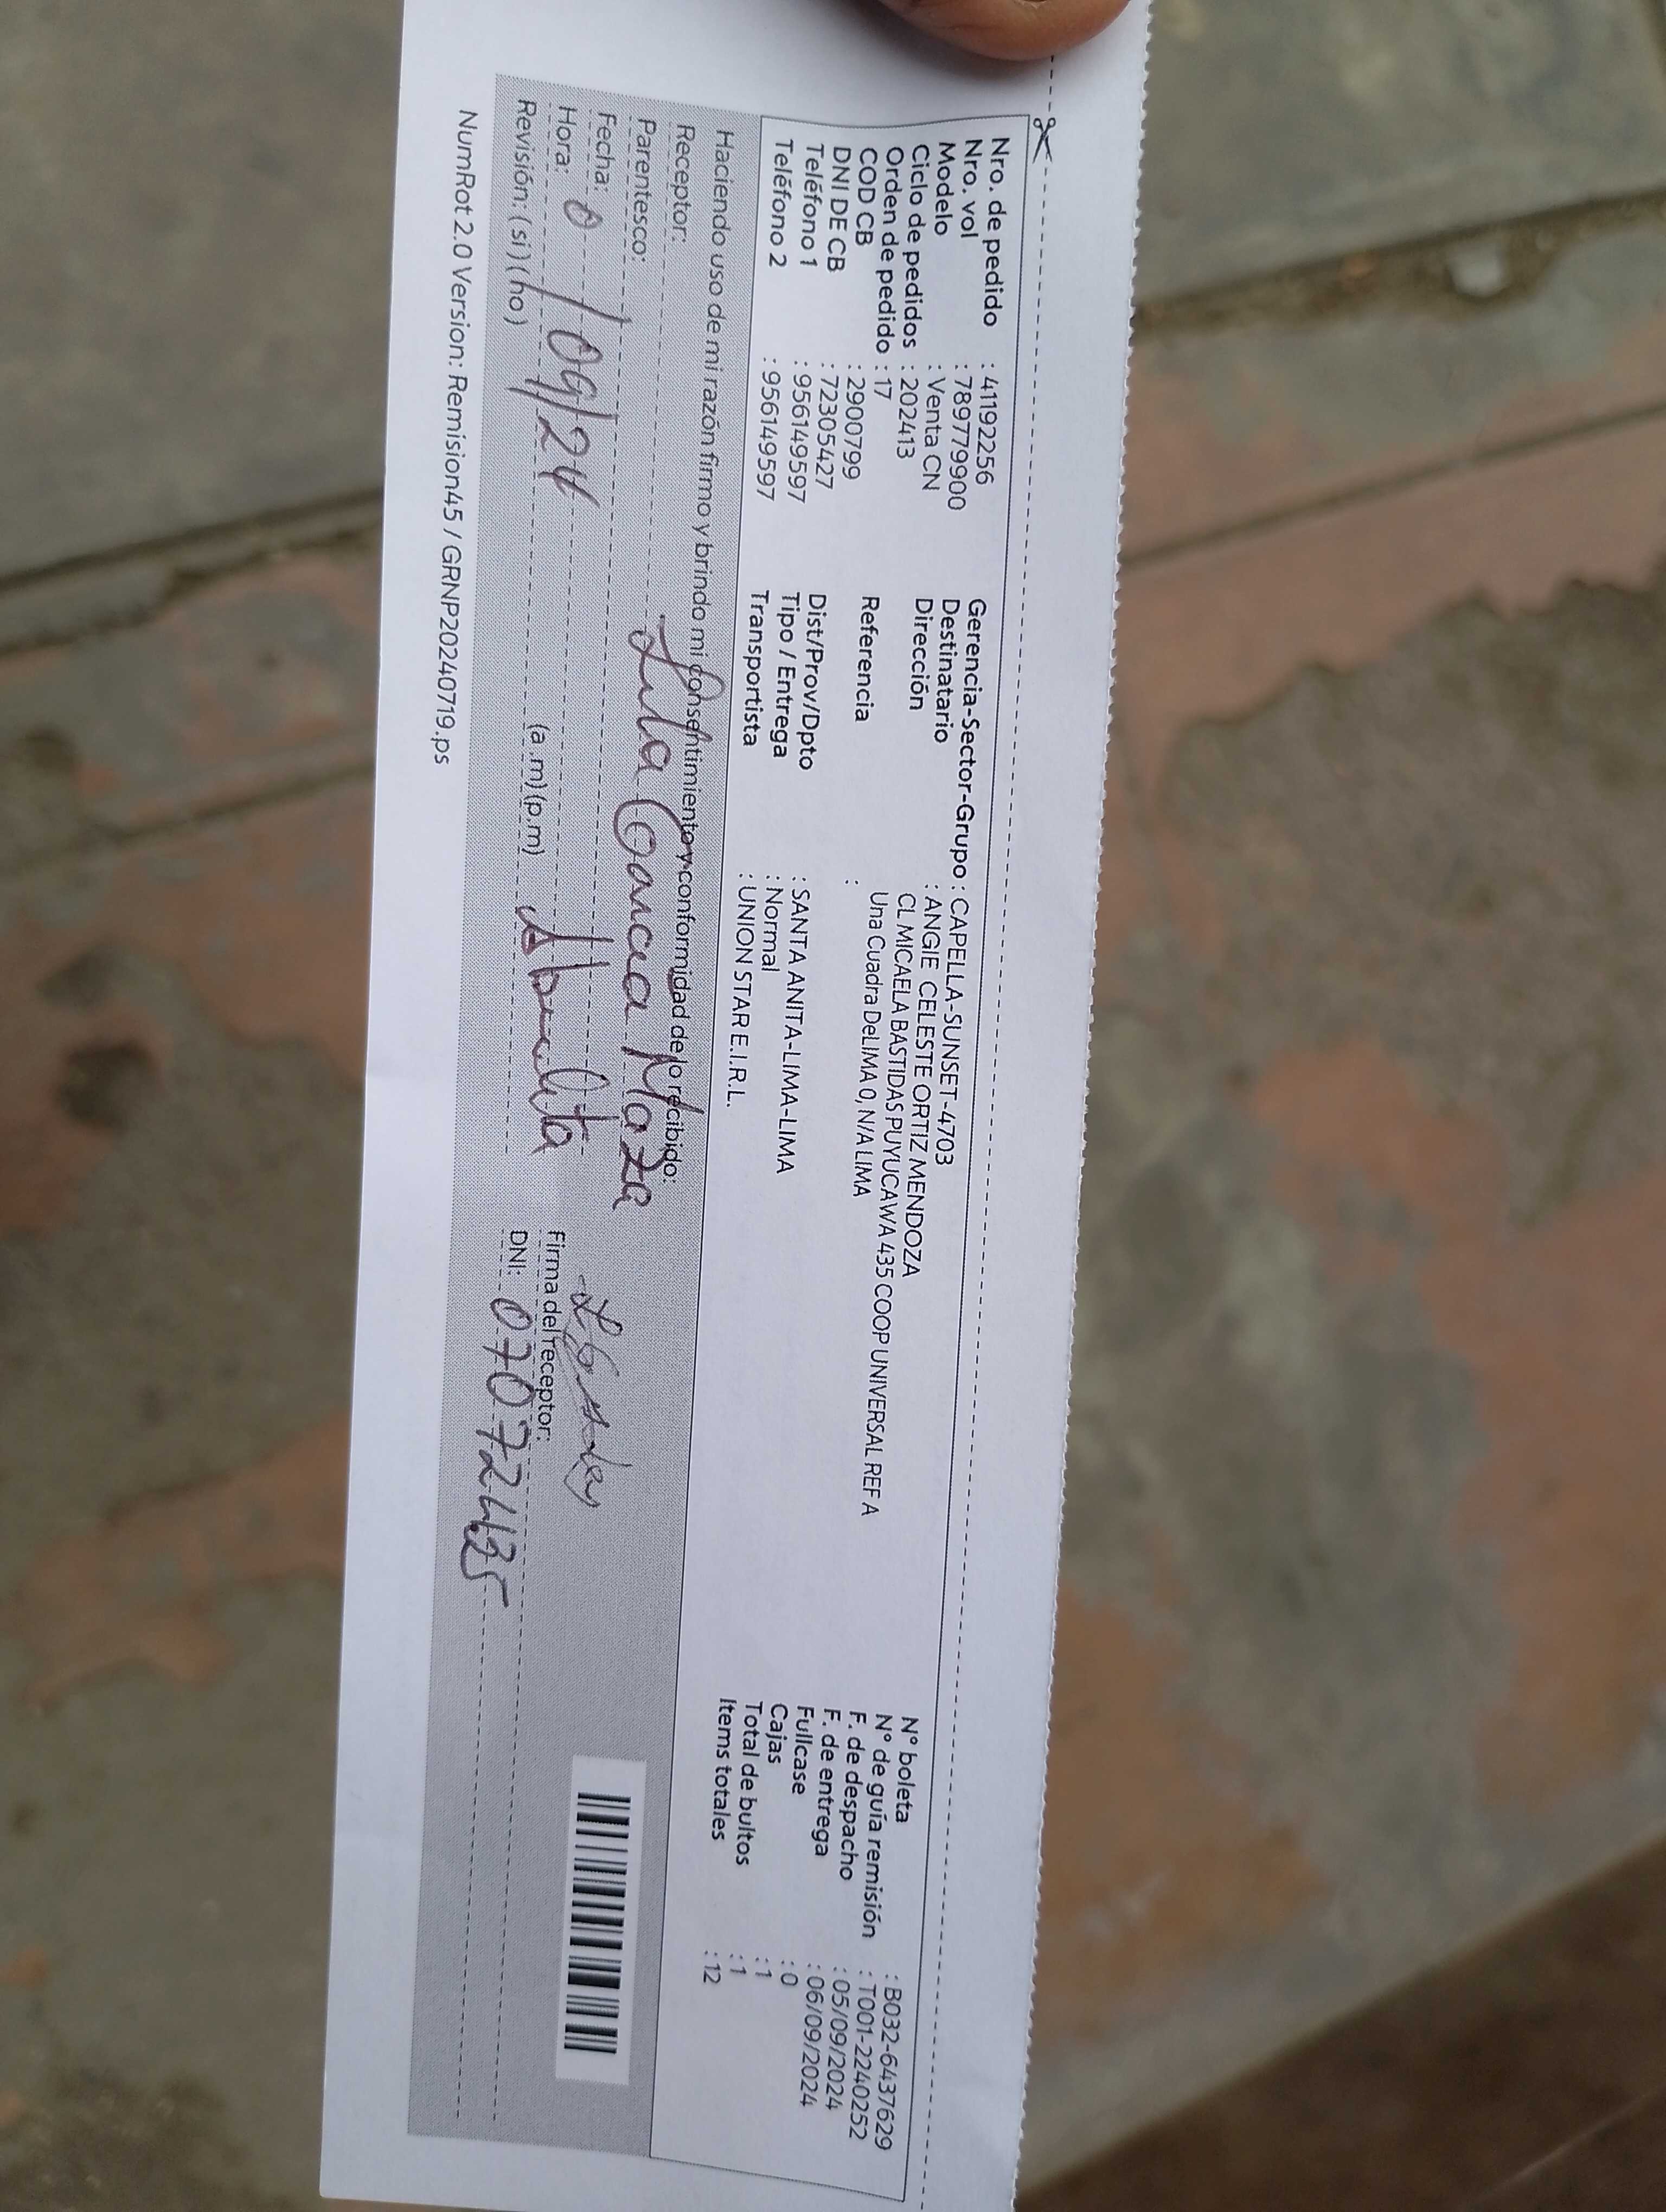 Nro. de pedido : 41192256
Nro. vol : 7897779900
Modelo : Venta CN
Ciclo de pedidos : 202413
Orden de pedido : 17
COD CB : 2900799
DNI DE CB : 72305427
Teléfono 1 : 956149597
Teléfono 2 : 956149597
Gerencia-Sector-Grupo : CAPELLA-SUNSET-4703
Destinatario : ANGIE CELESTE ORTIZ MENDOZA
Dirección CL MICAELA BASTIDAS PUYUCAWA 435 COOP UNIVERSAL REF A
Una Cuadra DeLIMA 0, N/A LIMA
Referencia :
Dist/Prov/Dpto : SANTA ANITA-LIMA-LIMA
Tipo / Entrega : Normal
Transportista : UNION STAR E.I.R.L.
N° boleta : B032-6437629
N° de guía remisión : T001-2240252
F. de despacho : 05/09/2024
F. de entrega : 06/09/2024
Fullcase : 0
Cajas : 1
Total de bultos : 1
Items totales : 12
Haciendo uso de mi razón firmo y brindo mi consentimiento y conformidad de lo recibido:
Receptor: Garcia Maza
Parentesco: Abuelita
Fecha: /09/24
Hora: (a.m) (p.m)
Revisión: (si) (no)
Firma del receptor:
DNI: 07072435
NumRot 2.0 Version: Remision45 / GRNP20240719.ps